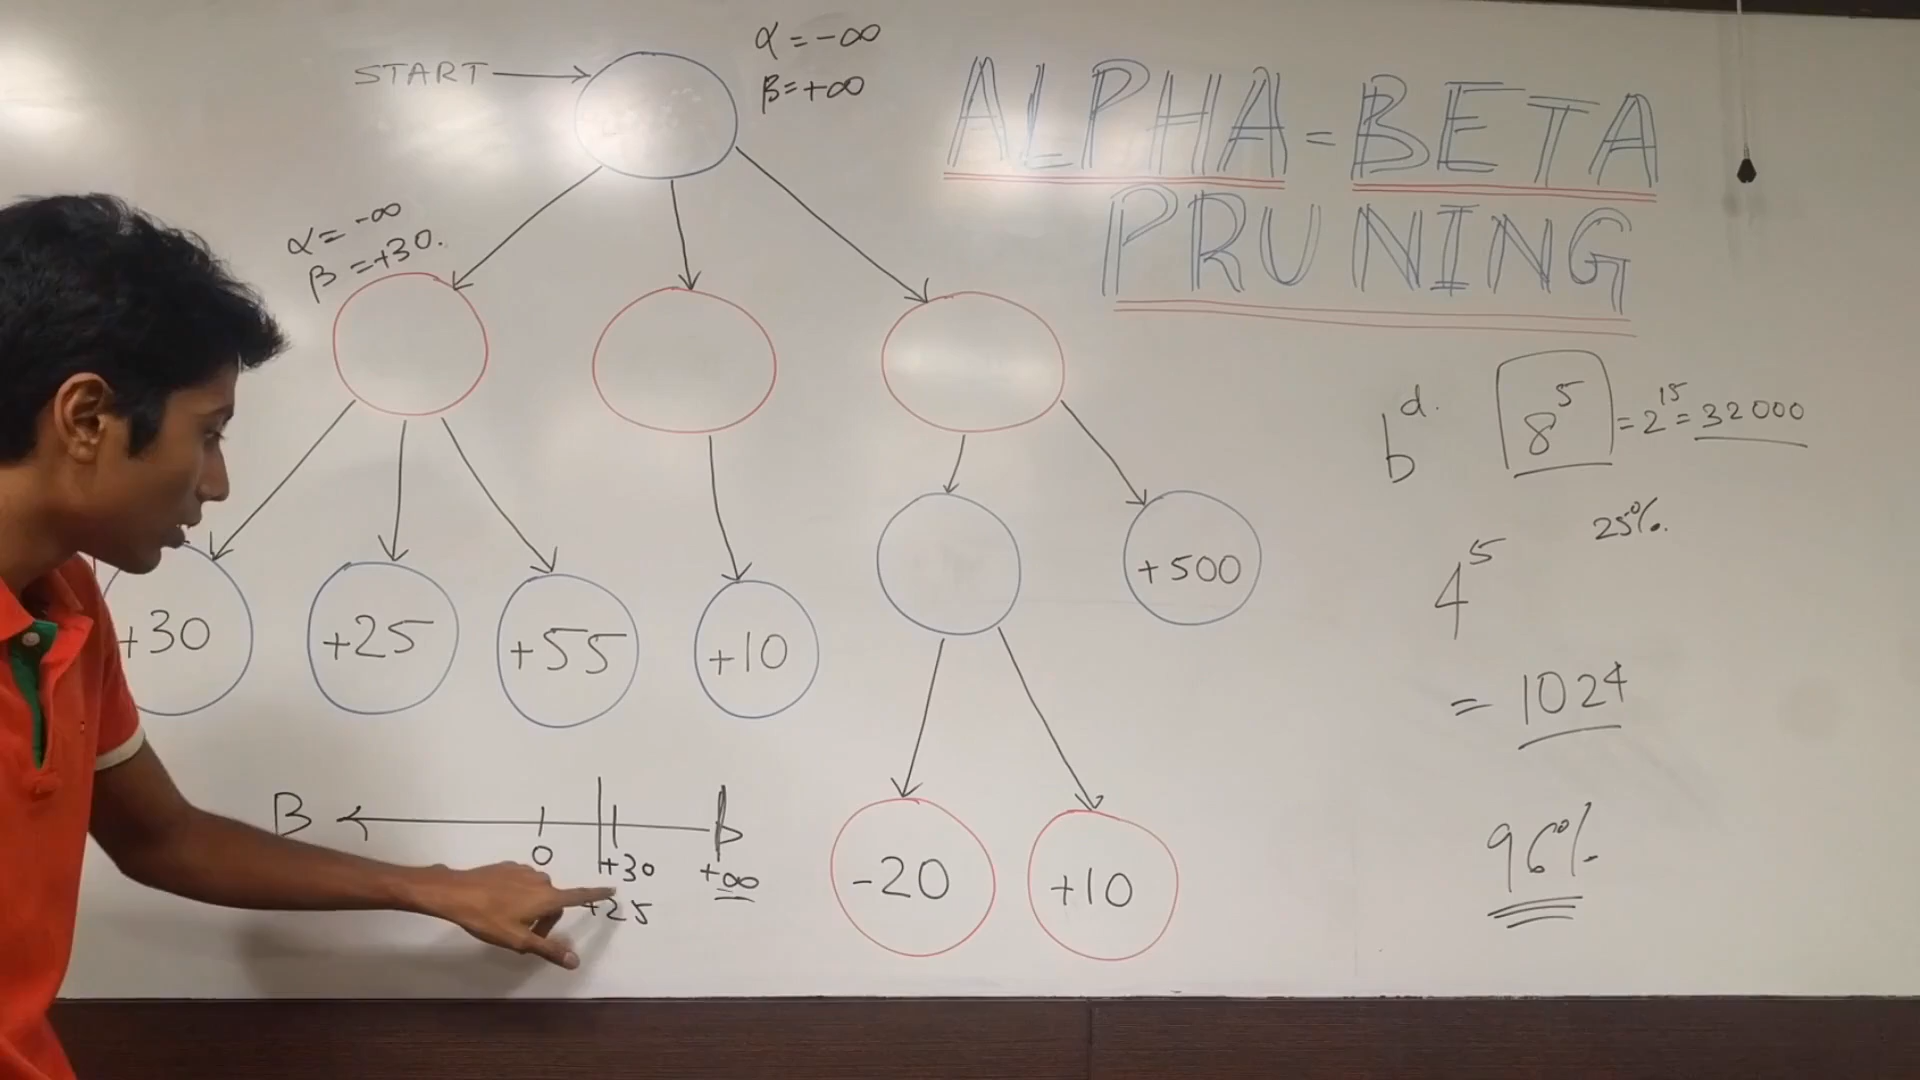 α = -∞
START
β = +∞
ALPHA-BETA
PRUNING
α = -∞
β = +30.
b^d. 8^5 = 2^15 = 32000
25%.
4^5
+500
+30 +25 +55 +10
= 1024
B
0 +30 +∞
+25
-20 +10
96%